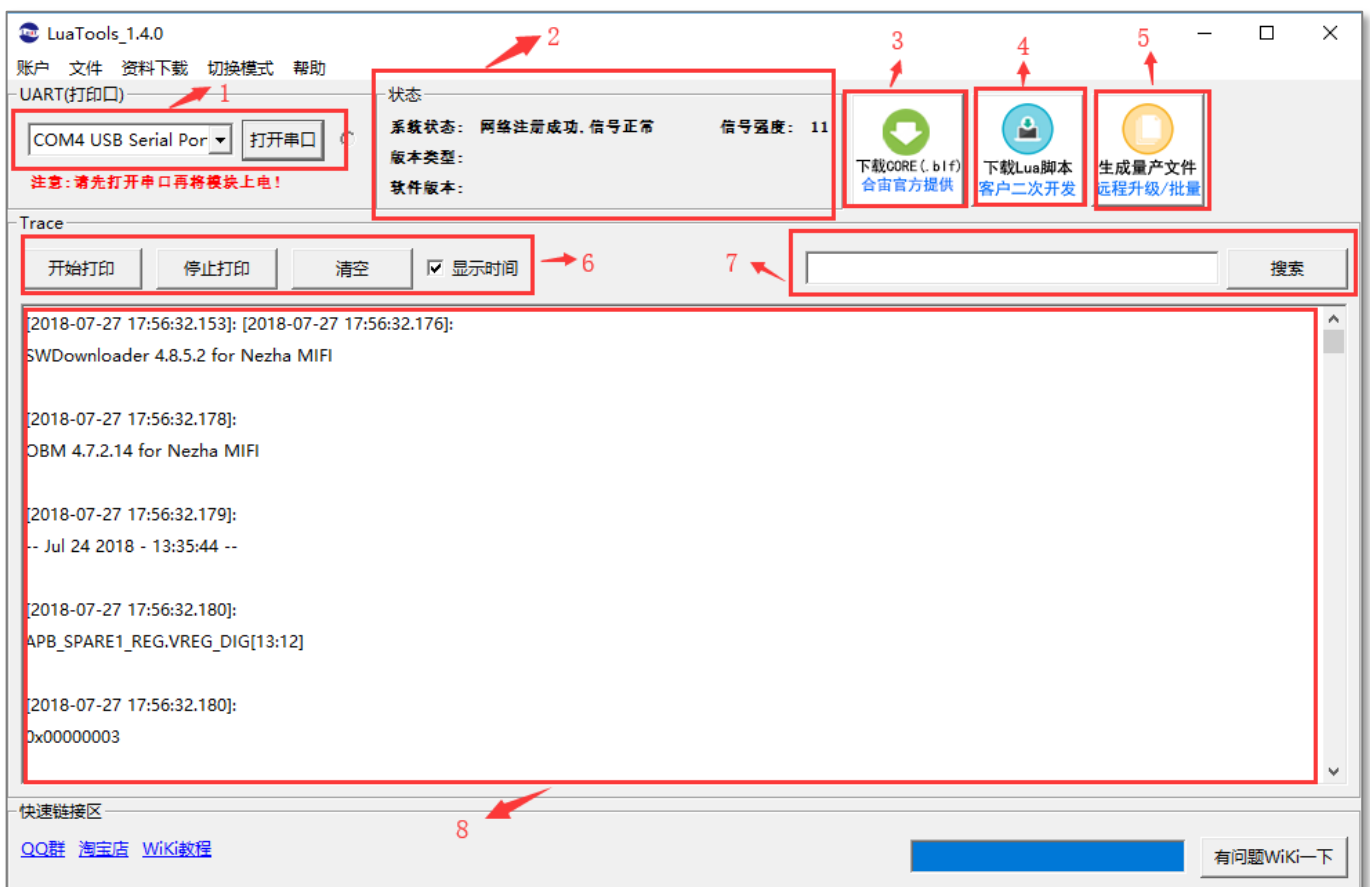 LuaTools_1.4.0
账户 文件 资料下载 切换模式 帮助
UART(打印口)
1
COM4 USB Serial Por
打开串口
注意:请先打开串口再将模块上电!
2
状态
系统状态: 网络注册成功,信号正常 信号强度: 11
版本类型:
软件版本:
3
下载CORE(.blf)
合宙官方提供
4
下载Lua脚本
客户二次开发
5
生成量产文件
远程升级/批量
Trace
开始打印 停止打印 清空 显示时间 6
7 搜索
[2018-07-27 17:56:32.153]: [2018-07-27 17:56:32.176]:
SWDownloader 4.8.5.2 for Nezha MIFI
[2018-07-27 17:56:32.178]:
OBM 4.7.2.14 for Nezha MIFI
[2018-07-27 17:56:32.179]:
-- Jul 24 2018 - 13:35:44 --
[2018-07-27 17:56:32.180]:
APB_SPARE1_REG.VREG_DIG[13:12]
[2018-07-27 17:56:32.180]:
0x00000003
8
快速链接区
QQ群 淘宝店 WiKi教程
有问题WiKi一下